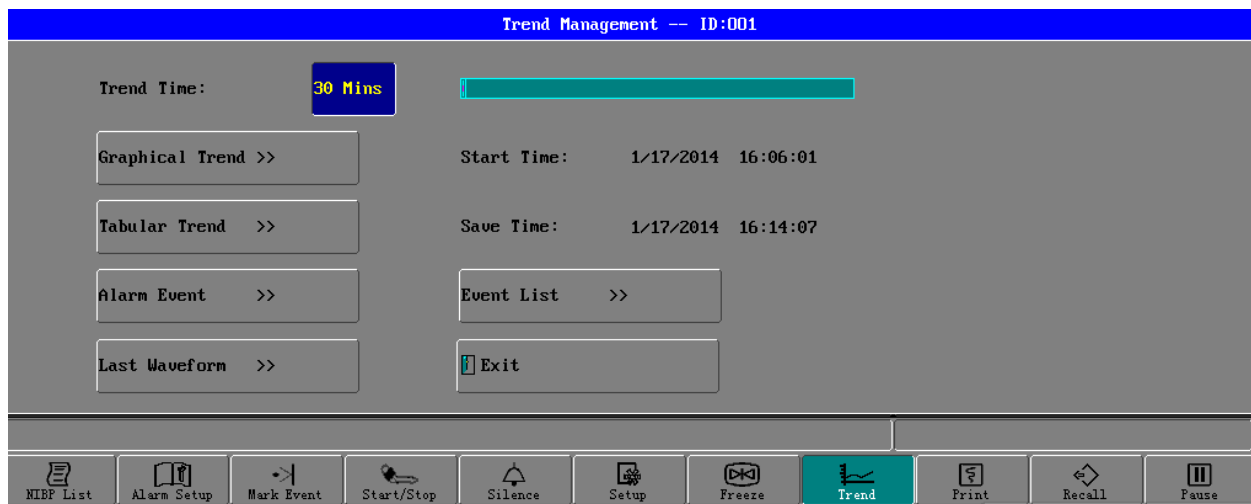 Trend Management -- ID:001
Trend Time: 30 Mins
Graphical Trend >> Start Time: 1/17/2014 16:06:01
Tabular Trend >> Save Time: 1/17/2014 16:14:07
Alarm Event >> Event List >>
Last Waveform >> Exit
NIBP List Alarm Setup Mark Event Start/Stop Silence Setup Freeze Trend Print Recall Pause